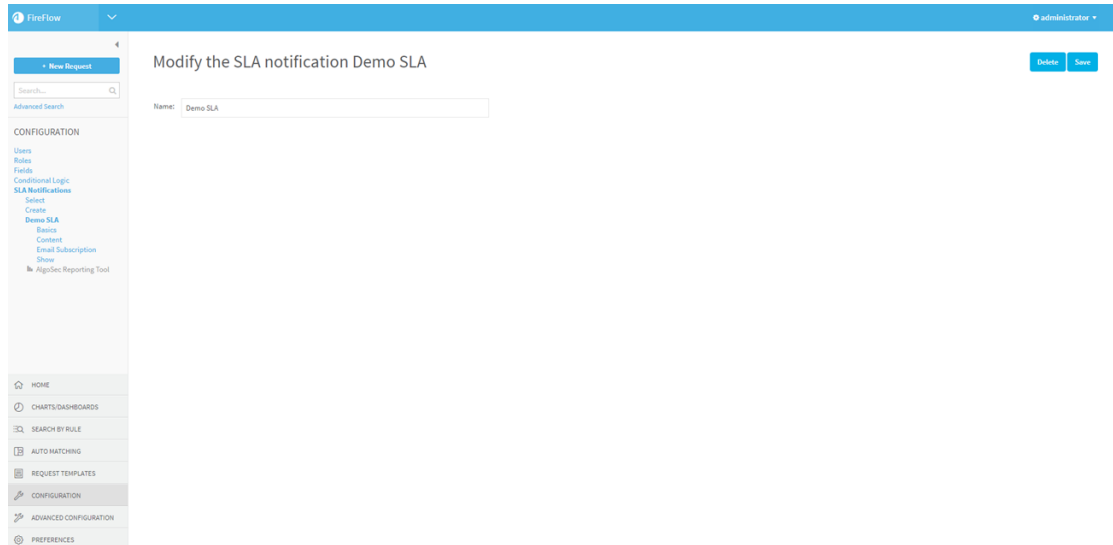 FireFlow
administrator
+ New Request
Search...
Advanced Search
CONFIGURATION
Users
Roles
Fields
Conditional Logic
SLA Notifications
Select
Create
Demo SLA
Basics
Content
Email Subscription
Show
AlgoSec Reporting Tool
HOME
CHARTS/DASHBOARDS
SEARCH BY RULE
AUTO MATCHING
REQUEST TEMPLATES
CONFIGURATION
ADVANCED CONFIGURATION
PREFERENCES
Modify the SLA notification Demo SLA
Delete Save
Name: Demo SLA